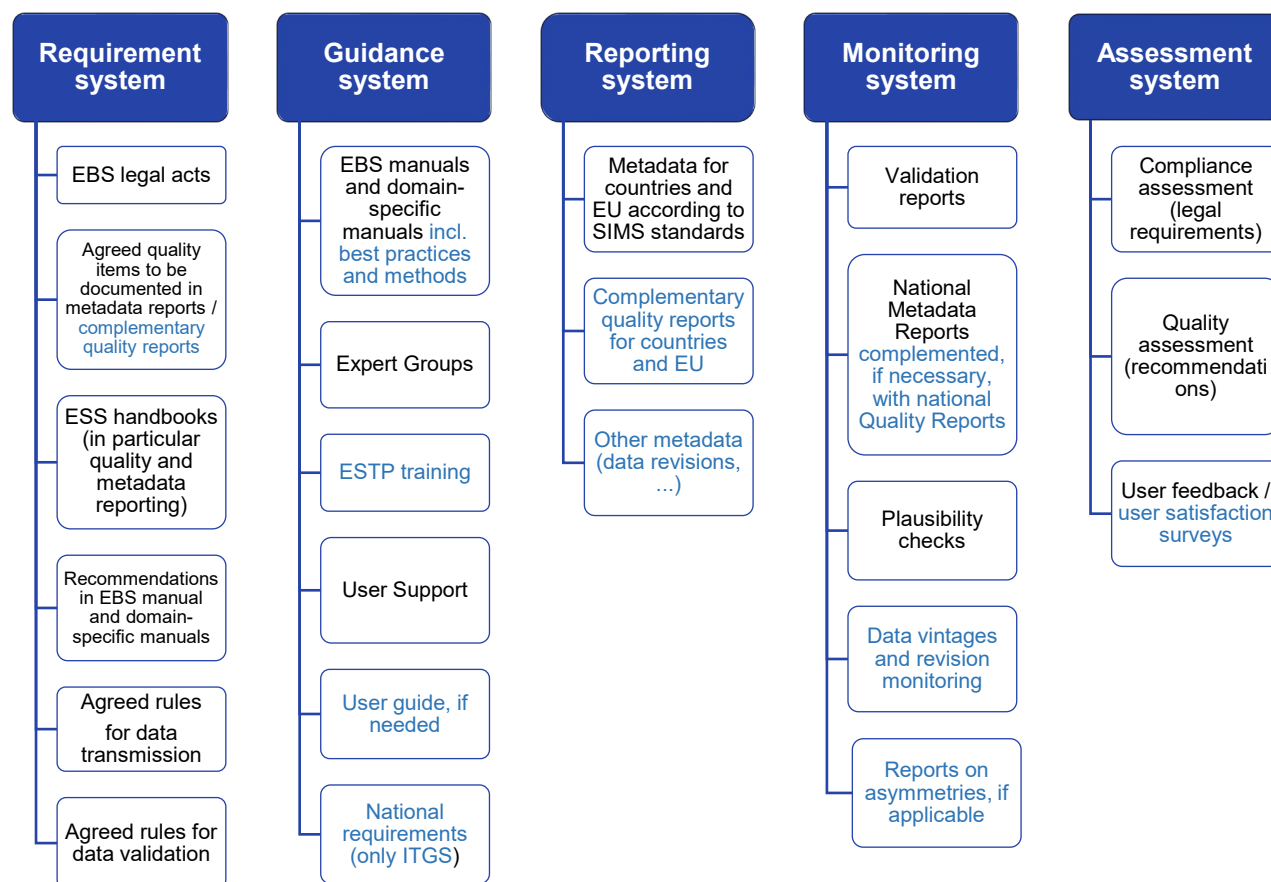 Requirement
system
EBS legal acts
Agreed quality
items to be
documented in
metadata reports /
complementary
quality reports
ESS handbooks
(in particular
quality and
metadata
reporting)
Recommendations
in EBS manual
and domain-
specific manuals
Agreed rules
for data
transmission
Agreed rules for
data validation
Guidance
system
EBS manuals
and domain-
specific
manuals incl.
best practices
and methods
Expert Groups
ESTP training
User Support
User guide, if
needed
National
requirements
(only ITGS)
Reporting
system
Metadata for
countries and
EU according to
SIMS standards
Complementary
quality reports
for countries
and EU
Other metadata
(data revisions,
...)
Monitoring
system
Validation
reports
National
Metadata
Reports
complemented,
if necessary,
with national
Quality Reports
Plausibility
checks
Data vintages
and revision
monitoring
Reports on
asymmetries, if
applicable
Assessment
system
Compliance
assessment
(legal
requirements)
Quality
assessment
(recommendati
ons)
User feedback /
user satisfaction
surveys